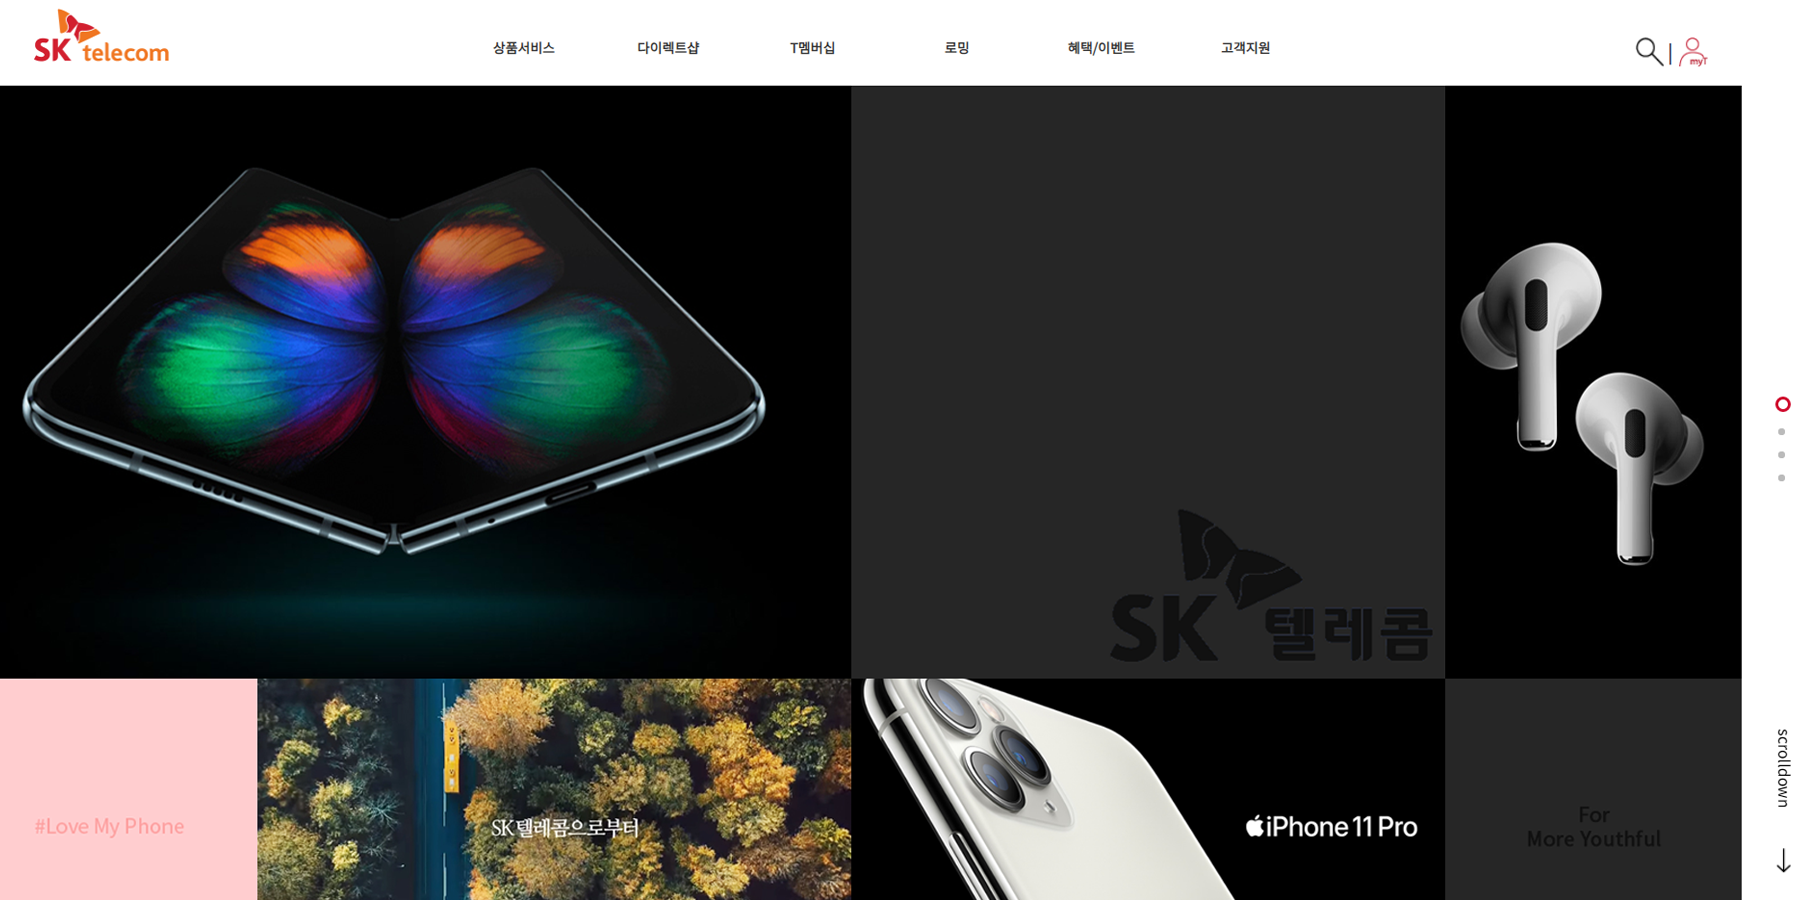 SK telecom
상품서비스
다이렉트샵
T멤버십
로밍
혜택/이벤트
고객지원
myT
SK 텔레콤
scrolldown
#Love My Phone
SK텔레콤으로부터
iPhone 11 Pro
For
More Youthful